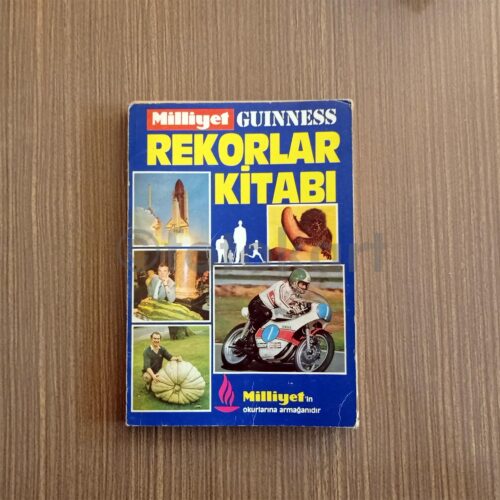 Milliyet GUINNESS
REKORLAR
KİTABI
Milliyet'in
okurlarına armağanıdır